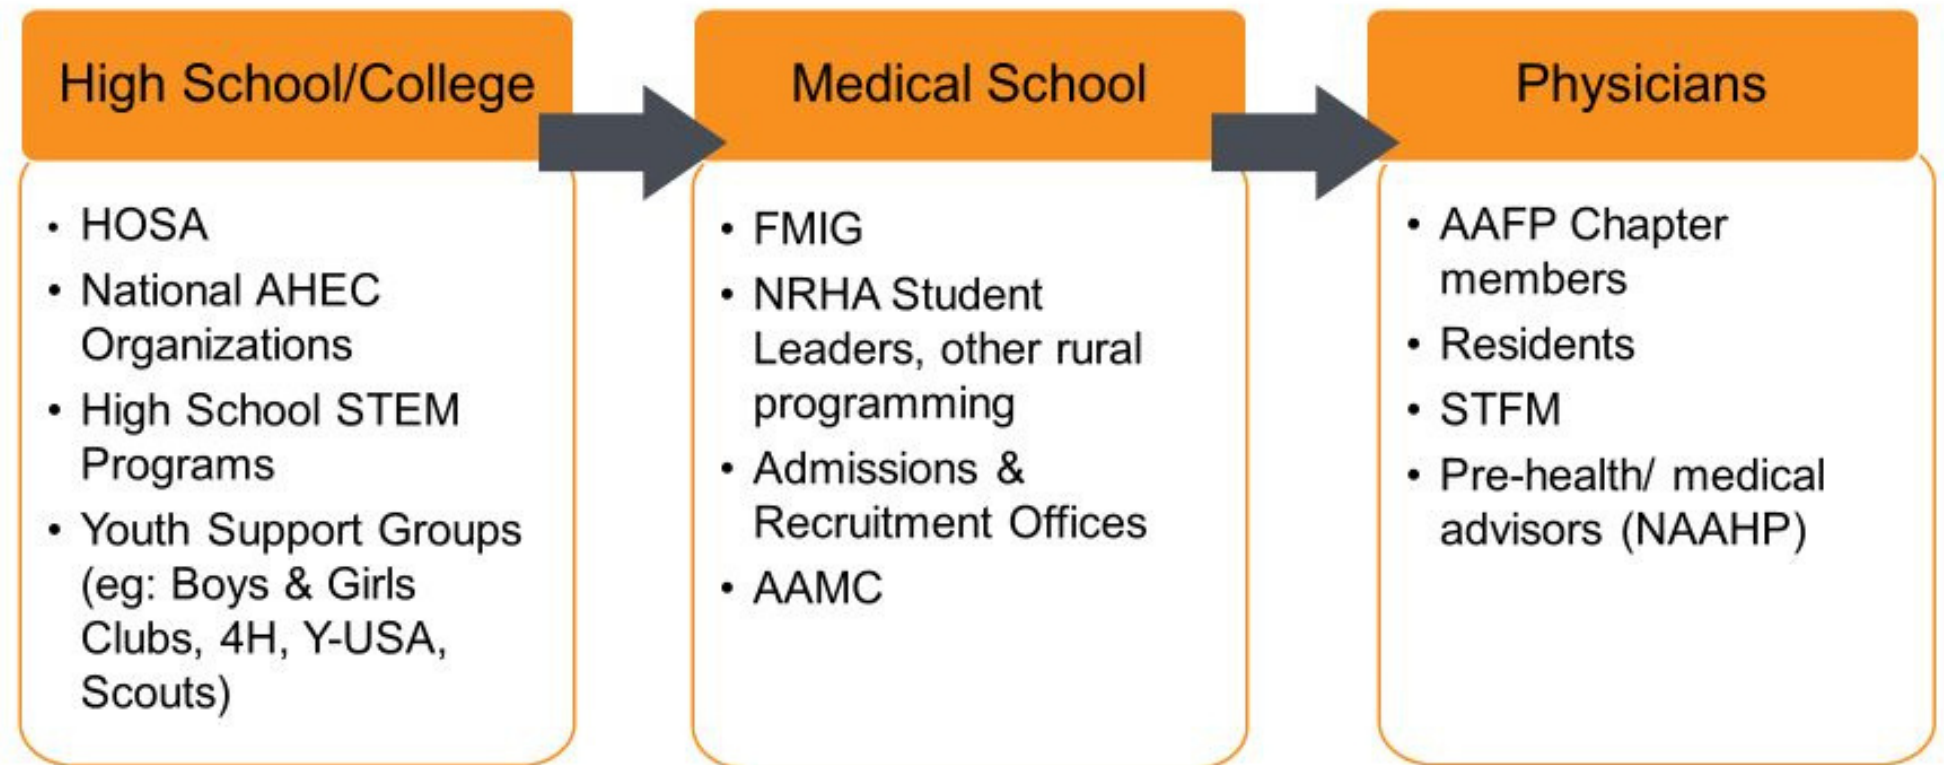 High School/College
• HOSA
• National AHEC
Organizations
• High School STEM
Programs
• Youth Support Groups
(eg: Boys & Girls
Clubs, 4H, Y-USA,
Scouts)
Medical School
• FMIG
• NRHA Student
Leaders, other rural
programming
• Admissions &
Recruitment Offices
• AAMC
Physicians
• AAFP Chapter
members
• Residents
• STFM
• Pre-health/ medical
advisors (NAAHP)